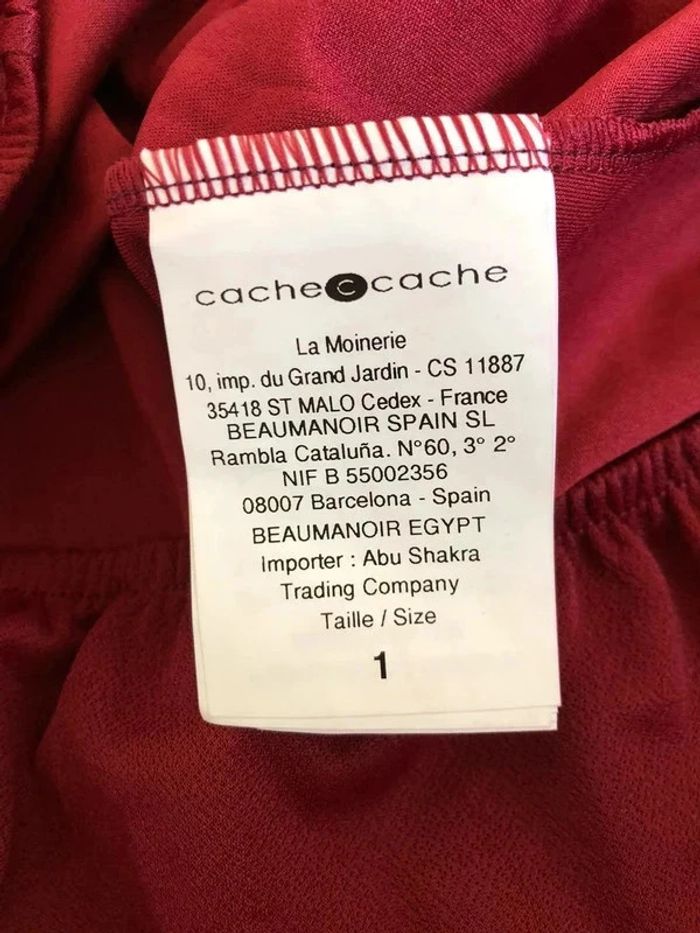 cache c cache
La Moinerie
10, imp. du Grand Jardin - CS 11887
35418 ST MALO Cedex - France
BEAUMANOIR SPAIN SL
Rambla Cataluña. N°60, 3° 2°
NIF B 55002356
08007 Barcelona - Spain
BEAUMANOIR EGYPT
Importer : Abu Shakra
Trading Company
Taille / Size
1